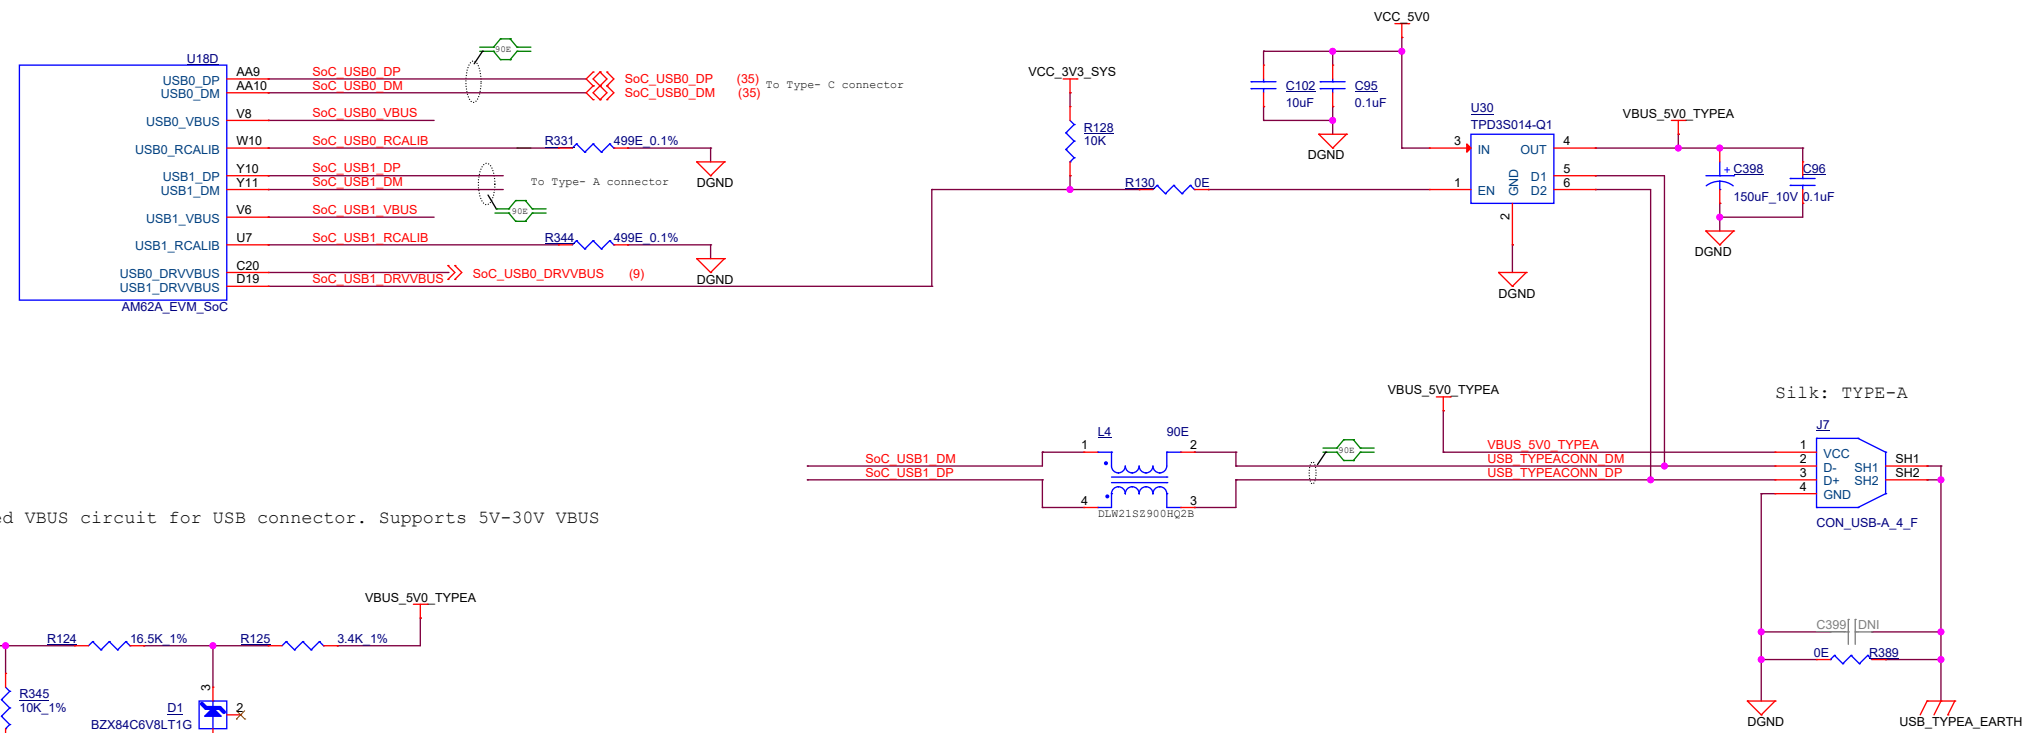 U18D
USB0_DP AA9 SoC_USB0_DP
USB0_DM AA10 SoC_USB0_DM
USB0_VBUS V8 SoC_USB0_VBUS
USB0_RCALIB W10 SoC_USB0_RCALIB R331 499E_0.1%
USB1_DP Y10 SoC_USB1_DP
USB1_DM Y11 SoC_USB1_DM
USB1_VBUS V6 SoC_USB1_VBUS
USB1_RCALIB U7 SoC_USB1_RCALIB R344 499E_0.1%
USB0_DRVVBUS C20
USB1_DRVVBUS D19 SoC_USB1_DRVVBUS
AM62A_EVM_SoC
90E
SoC_USB0_DP (35)
SoC_USB0_DM (35)
To Type- C connector
DGND
To Type- A connector
90E
DGND
SoC_USB0_DRVVBUS (9)
VCC_3V3_SYS
R128
10K
R130 0E
VCC_5V0
C102
10uF
C95
0.1uF
DGND
U30
TPD3S014-Q1
3 IN OUT 4
D1 5
1 EN D2 6
GND
2
DGND
VBUS_5V0_TYPEA
+ C398
150uF_10V
C96
0.1uF
DGND
VBUS_5V0_TYPEA
Silk: TYPE-A
L4 90E
1 2
4 3
DLW21SZ900HQ2B
SoC_USB1_DM
SoC_USB1_DP
90E
VBUS_5V0_TYPEA
USB_TYPEACONN_DM
USB_TYPEACONN_DP
J7
1 VCC
2 D- SH1 SH1
3 D+ SH2 SH2
4 GND
CON_USB-A_4_F
C399 DNI
0E R389
DGND
USB_TYPEA_EARTH
ed VBUS circuit for USB connector. Supports 5V-30V VBUS
VBUS_5V0_TYPEA
R124 16.5K_1% R125 3.4K_1%
R345
10K_1%
3
D1 2
BZX84C6V8LT1G